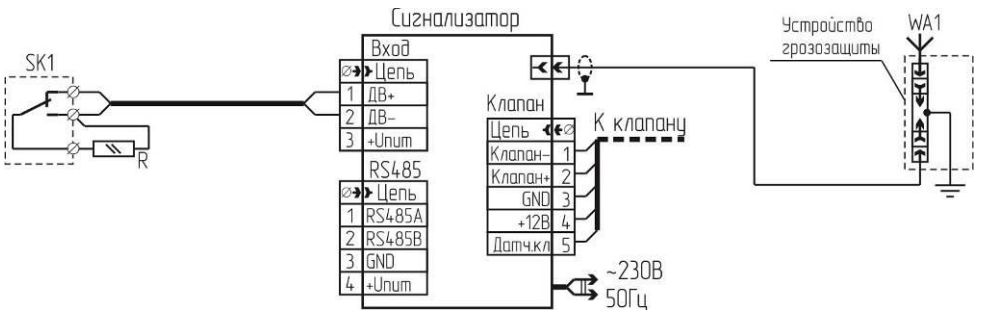 Сигнализатор
SK1
R
Вход
Цепь
1 ДВ+
2 ДВ-
3 +Uпит
RS485
Цепь
1 RS485A
2 RS485B
3 GND
4 +Uпит
Клапан
Цепь
Клапан- 1
Клапан+ 2
GND 3
+12В 4
Датч.кл 5
К клапану
~230В
50Гц
Устройство
грозозащиты
WA1